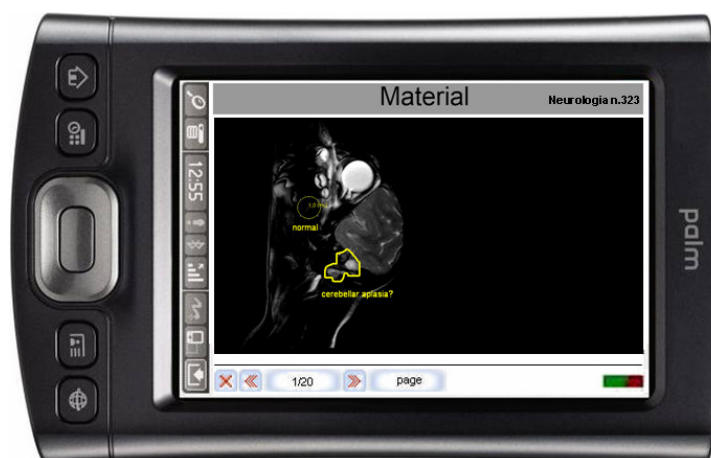 Material
Neurologia n.323
12:55
normal
cerebellar aplasia?
1/20
page
palm